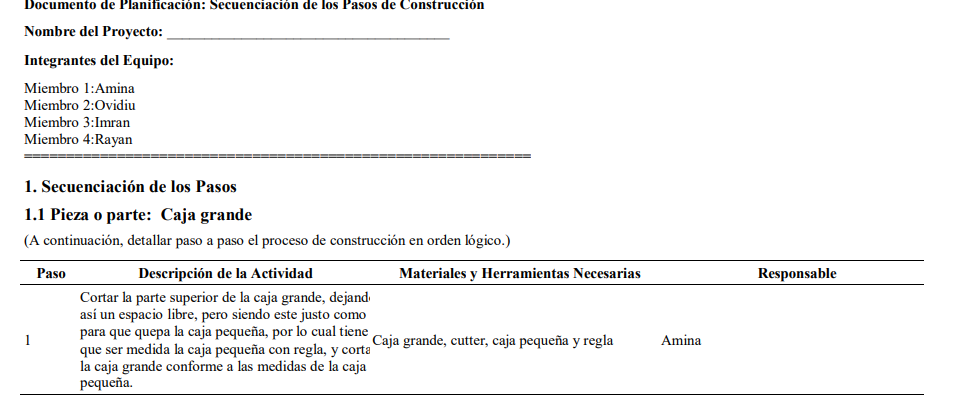 Documento de Planificación: Secuenciación de los Pasos de Construcción
Nombre del Proyecto: ______________________________________
Integrantes del Equipo:
Miembro 1:Amina
Miembro 2:Ovidiu
Miembro 3:Imran
Miembro 4:Rayan
============================================================
1. Secuenciación de los Pasos
1.1 Pieza o parte: Caja grande
(A continuación, detallar paso a paso el proceso de construcción en orden lógico.)
Paso Descripción de la Actividad Materiales y Herramientas Necesarias Responsable
Cortar la parte superior de la caja grande, dejand
así un espacio libre, pero siendo este justo como
para que quepa la caja pequeña, por lo cual tiene
1 que ser medida la caja pequeña con regla, y corta Caja grande, cutter, caja pequeña y regla Amina
la caja grande conforme a las medidas de la caja
pequeña.